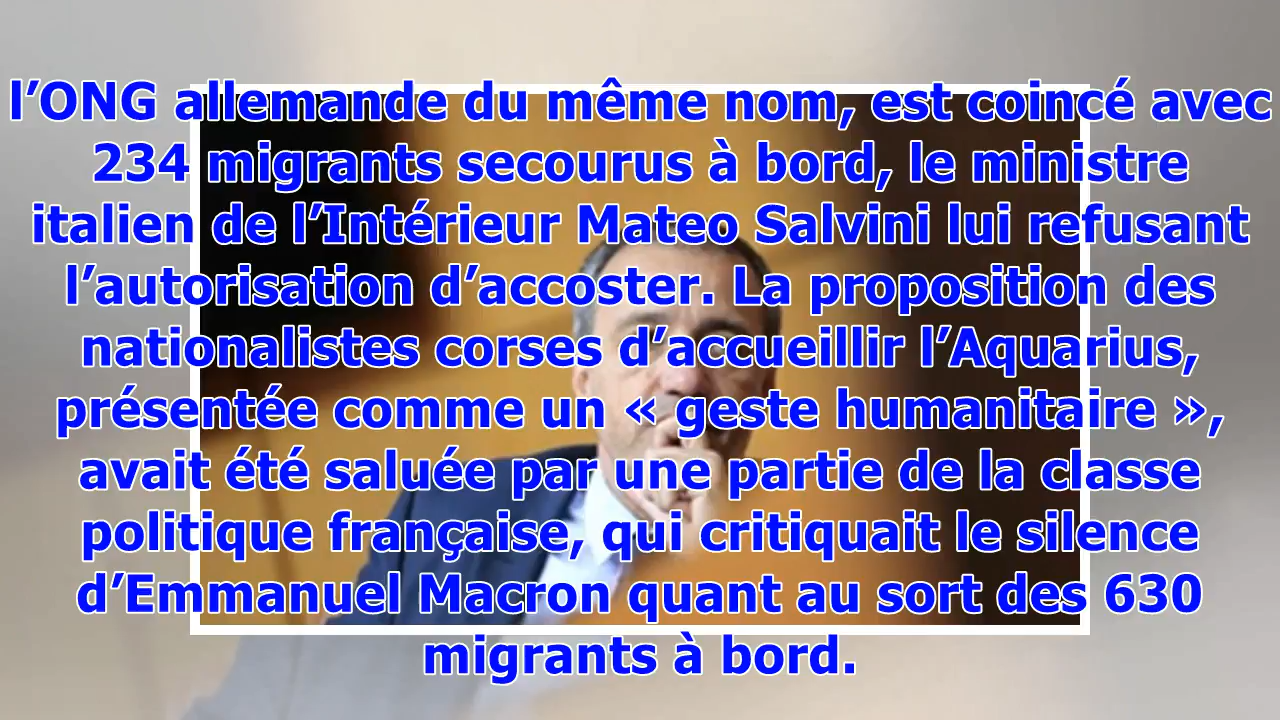 l’ONG allemande du même nom, est coincé avec
234 migrants secourus à bord, le ministre
italien de l’Intérieur Mateo Salvini lui refusant
l’autorisation d’accoster. La proposition des
nationalistes corses d’accueillir l’Aquarius,
présentée comme un « geste humanitaire »,
avait été saluée par une partie de la classe
politique française, qui critiquait le silence
d’Emmanuel Macron quant au sort des 630
migrants à bord.